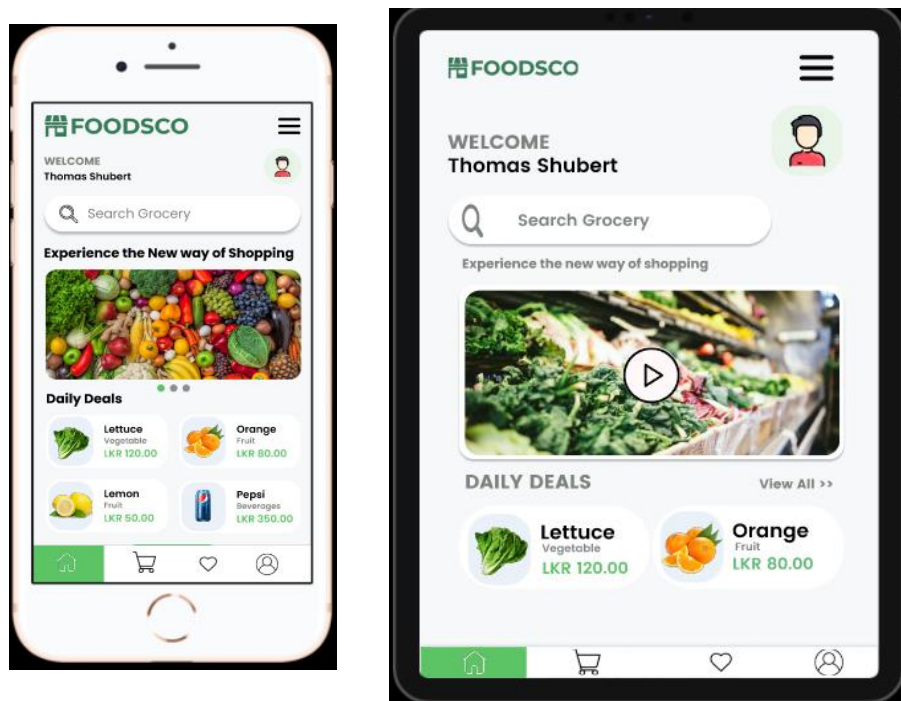 FOODSCO
WELCOME
Thomas Shubert
Search Grocery
Experience the New way of Shopping
Daily Deals
Lettuce
Vegetable
LKR 120.00
Orange
Fruit
LKR 80.00
Lemon
Fruit
LKR 50.00
Pepsi
Beverages
LKR 350.00
FOODSCO
WELCOME
Thomas Shubert
Search Grocery
Experience the new way of shopping
DAILY DEALS
View All >>
Lettuce
Vegetable
LKR 120.00
Orange
Fruit
LKR 80.00